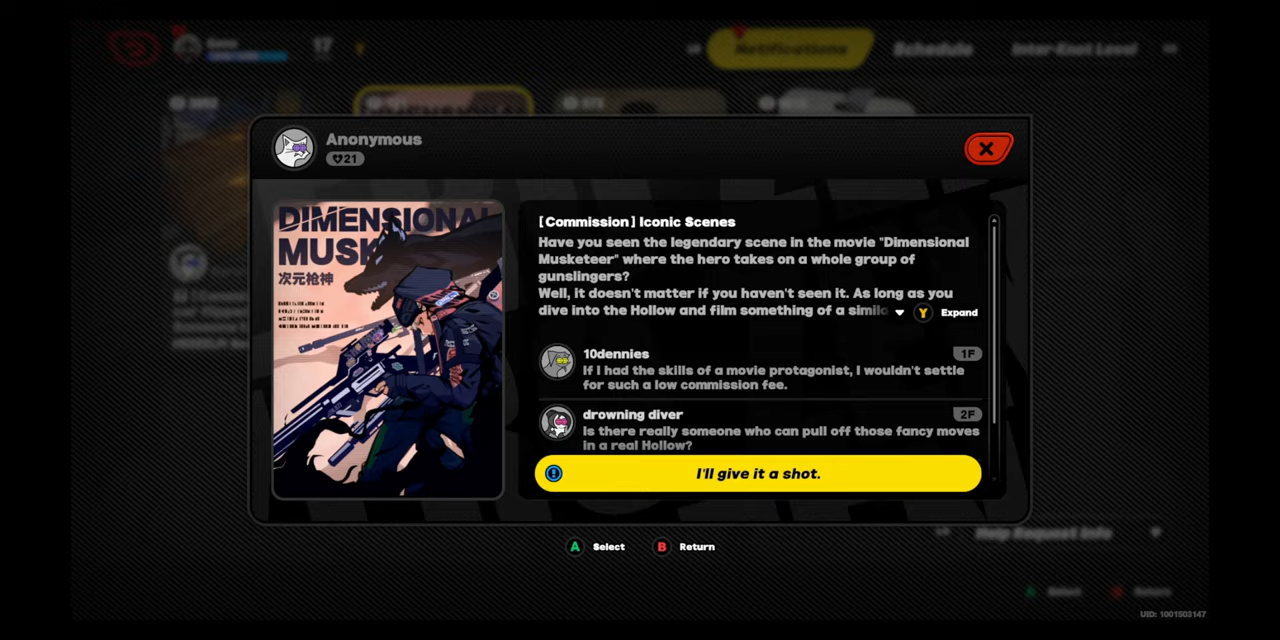 17
Notifications
Schedule
Inter-Knot Level
Anonymous
21
DIMENSIONAL
MUSK
次元枪神
[Commission] Iconic Scenes
Have you seen the legendary scene in the movie "Dimensional
Musketeer" where the hero takes on a whole group of
gunslingers?
Well, it doesn't matter if you haven't seen it. As long as you
dive into the Hollow and film something of a simila
Y Expand
10dennies
1F
If I had the skills of a movie protagonist, I wouldn't settle
for such a low commission fee.
drowning diver
2F
Is there really someone who can pull off those fancy moves
in a real Hollow?
I'll give it a shot.
A Select B Return
Help Request Info
Select Return
UID: 1001503147